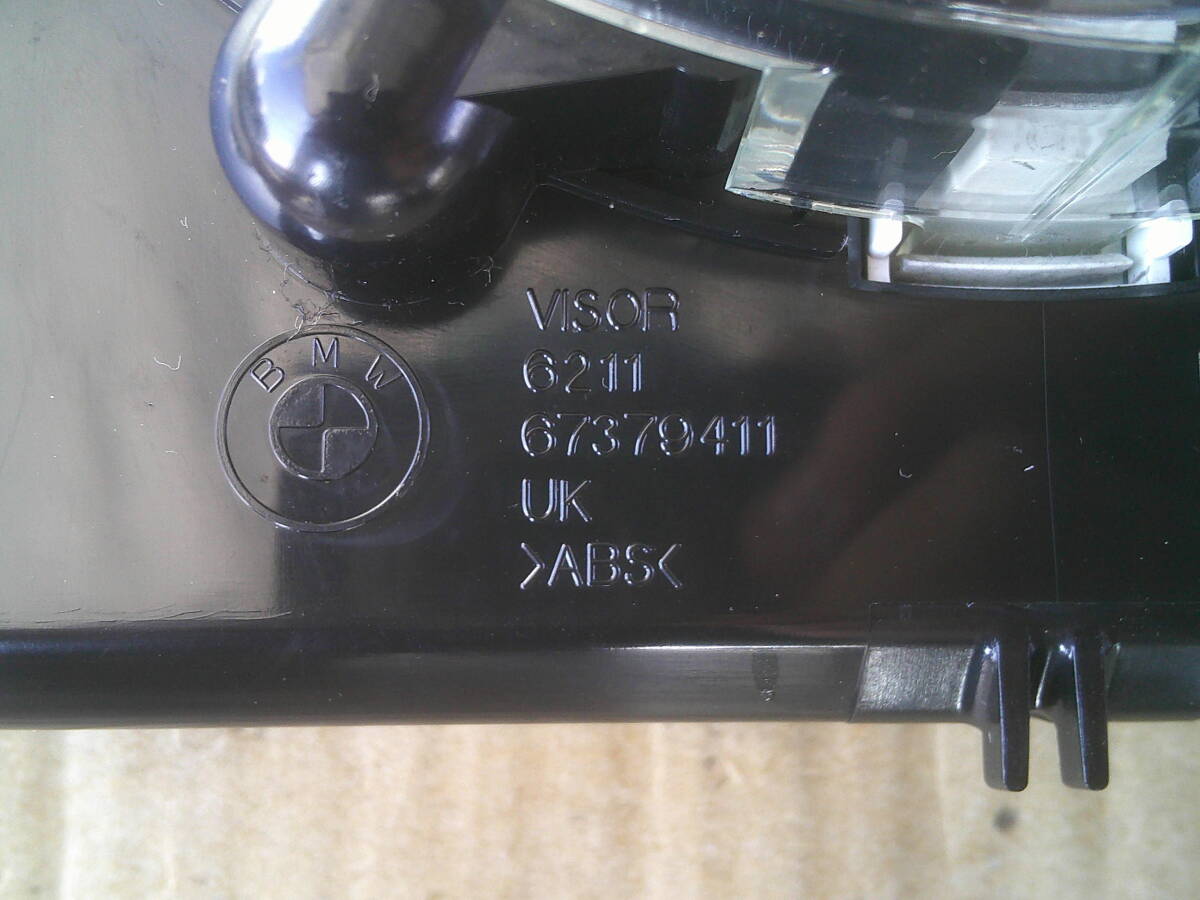 BMW
VISOR
6211
67379411
UK
>ABS<